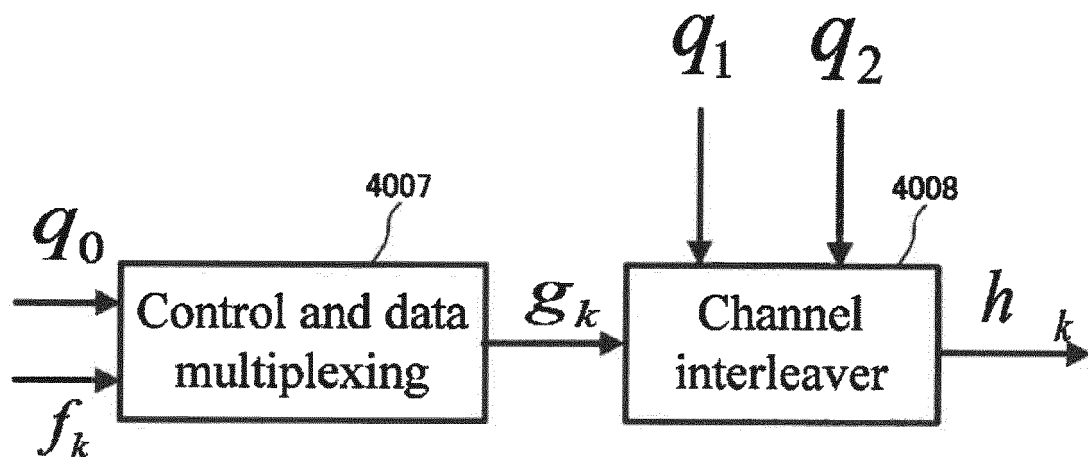 q1 q2
4007 4008
q0
Control and data
multiplexing
gk
Channel
interleaver
h k
fk